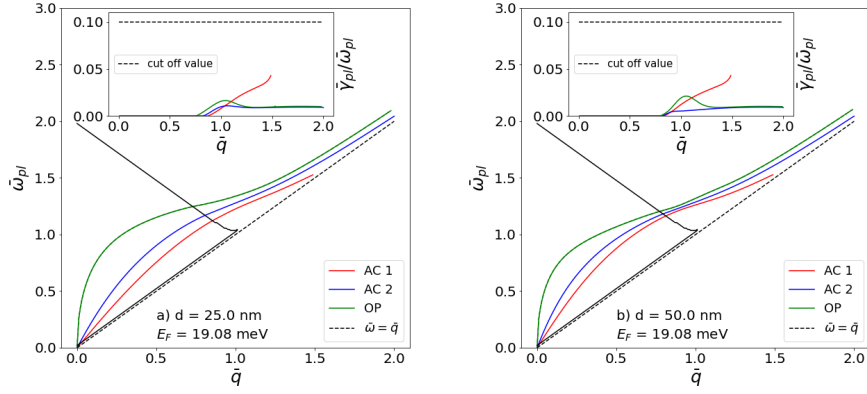 3.0
2.5
2.0
1.5
1.0
0.5
0.0
ω̄pl
0.0 0.5 1.0 1.5 2.0
q̄
0.10
0.05
0.00
cut off value
0.0 0.5 1.0 1.5 2.0
q̄
γ̄pl/ω̄pl
a) d = 25.0 nm
EF = 19.08 meV
AC 1
AC 2
OP
ω̄ = q̄
3.0
2.5
2.0
1.5
1.0
0.5
0.0
ω̄pl
0.0 0.5 1.0 1.5 2.0
q̄
0.10
0.05
0.00
cut off value
0.0 0.5 1.0 1.5 2.0
q̄
γ̄pl/ω̄pl
b) d = 50.0 nm
EF = 19.08 meV
AC 1
AC 2
OP
ω̄ = q̄